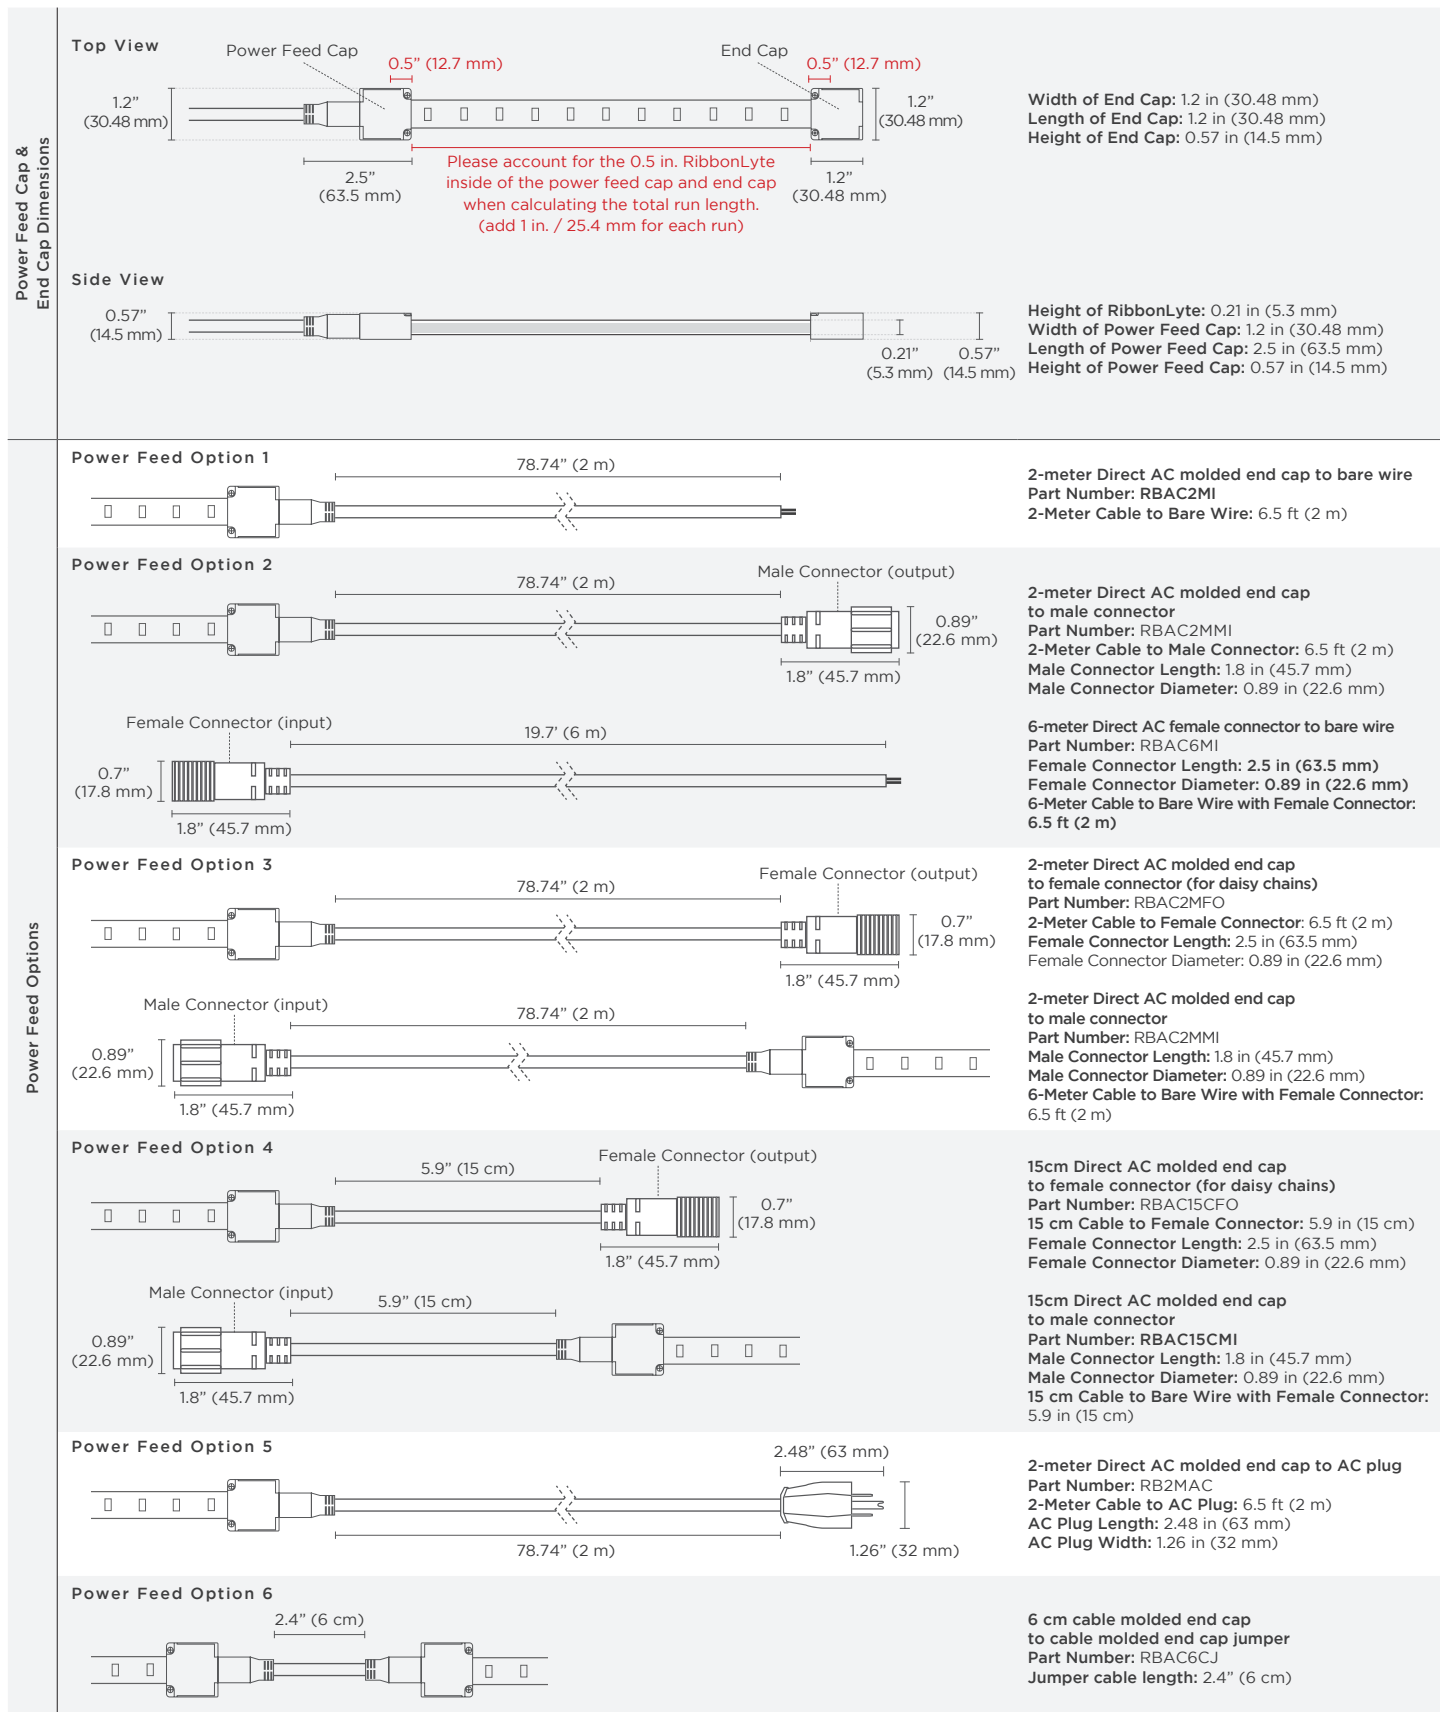 Power Feed Cap &
End Cap Dimensions
Top View
Power Feed Cap
End Cap
0.5” (12.7 mm)
0.5” (12.7 mm)
1.2”
(30.48 mm)
1.2”
(30.48 mm)
2.5”
(63.5 mm)
Please account for the 0.5 in. RibbonLyte
inside of the power feed cap and end cap
when calculating the total run length.
(add 1 in. / 25.4 mm for each run)
1.2”
(30.48 mm)
Width of End Cap: 1.2 in (30.48 mm)
Length of End Cap: 1.2 in (30.48 mm)
Height of End Cap: 0.57 in (14.5 mm)
Side View
0.57”
(14.5 mm)
0.21”
(5.3 mm)
0.57”
(14.5 mm)
Height of RibbonLyte: 0.21 in (5.3 mm)
Width of Power Feed Cap: 1.2 in (30.48 mm)
Length of Power Feed Cap: 2.5 in (63.5 mm)
Height of Power Feed Cap: 0.57 in (14.5 mm)
Power Feed Options
Power Feed Option 1
78.74” (2 m)
2-meter Direct AC molded end cap to bare wire
Part Number: RBAC2MI
2-Meter Cable to Bare Wire: 6.5 ft (2 m)
Power Feed Option 2
78.74” (2 m)
Male Connector (output)
0.89”
(22.6 mm)
1.8” (45.7 mm)
2-meter Direct AC molded end cap
to male connector
Part Number: RBAC2MMI
2-Meter Cable to Male Connector: 6.5 ft (2 m)
Male Connector Length: 1.8 in (45.7 mm)
Male Connector Diameter: 0.89 in (22.6 mm)
Female Connector (input)
19.7’ (6 m)
0.7”
(17.8 mm)
1.8” (45.7 mm)
6-meter Direct AC female connector to bare wire
Part Number: RBAC6MI
Female Connector Length: 2.5 in (63.5 mm)
Female Connector Diameter: 0.89 in (22.6 mm)
6-Meter Cable to Bare Wire with Female Connector:
6.5 ft (2 m)
Power Feed Option 3
78.74” (2 m)
Female Connector (output)
0.7”
(17.8 mm)
1.8” (45.7 mm)
2-meter Direct AC molded end cap
to female connector (for daisy chains)
Part Number: RBAC2MFO
2-Meter Cable to Female Connector: 6.5 ft (2 m)
Female Connector Length: 2.5 in (63.5 mm)
Female Connector Diameter: 0.89 in (22.6 mm)
Male Connector (input)
78.74” (2 m)
0.89”
(22.6 mm)
1.8” (45.7 mm)
2-meter Direct AC molded end cap
to male connector
Part Number: RBAC2MMI
Male Connector Length: 1.8 in (45.7 mm)
Male Connector Diameter: 0.89 in (22.6 mm)
6-Meter Cable to Bare Wire with Female Connector:
6.5 ft (2 m)
Power Feed Option 4
5.9” (15 cm)
Female Connector (output)
0.7”
(17.8 mm)
1.8” (45.7 mm)
15cm Direct AC molded end cap
to female connector (for daisy chains)
Part Number: RBAC15CFO
15 cm Cable to Female Connector: 5.9 in (15 cm)
Female Connector Length: 2.5 in (63.5 mm)
Female Connector Diameter: 0.89 in (22.6 mm)
Male Connector (input)
5.9” (15 cm)
0.89”
(22.6 mm)
1.8” (45.7 mm)
15cm Direct AC molded end cap
to male connector
Part Number: RBAC15CMI
Male Connector Length: 1.8 in (45.7 mm)
Male Connector Diameter: 0.89 in (22.6 mm)
15 cm Cable to Bare Wire with Female Connector:
5.9 in (15 cm)
Power Feed Option 5
2.48” (63 mm)
78.74” (2 m)
1.26” (32 mm)
2-meter Direct AC molded end cap to AC plug
Part Number: RB2MAC
2-Meter Cable to AC Plug: 6.5 ft (2 m)
AC Plug Length: 2.48 in (63 mm)
AC Plug Width: 1.26 in (32 mm)
Power Feed Option 6
2.4” (6 cm)
6 cm cable molded end cap
to cable molded end cap jumper
Part Number: RBAC6CJ
Jumper cable length: 2.4” (6 cm)